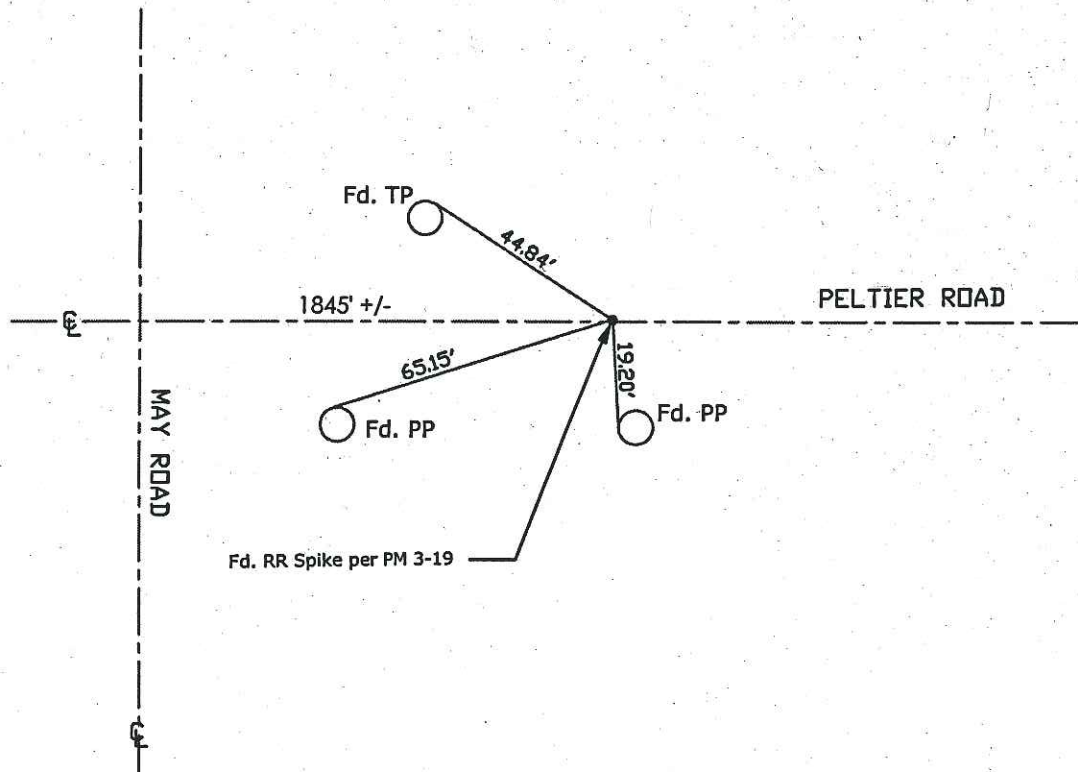 Fd. TP
44.84'
1845' +/-
PELTIER ROAD
℄
65.15'
19.20'
MAY ROAD
Fd. PP
Fd. PP
Fd. RR Spike per PM 3-19
℄